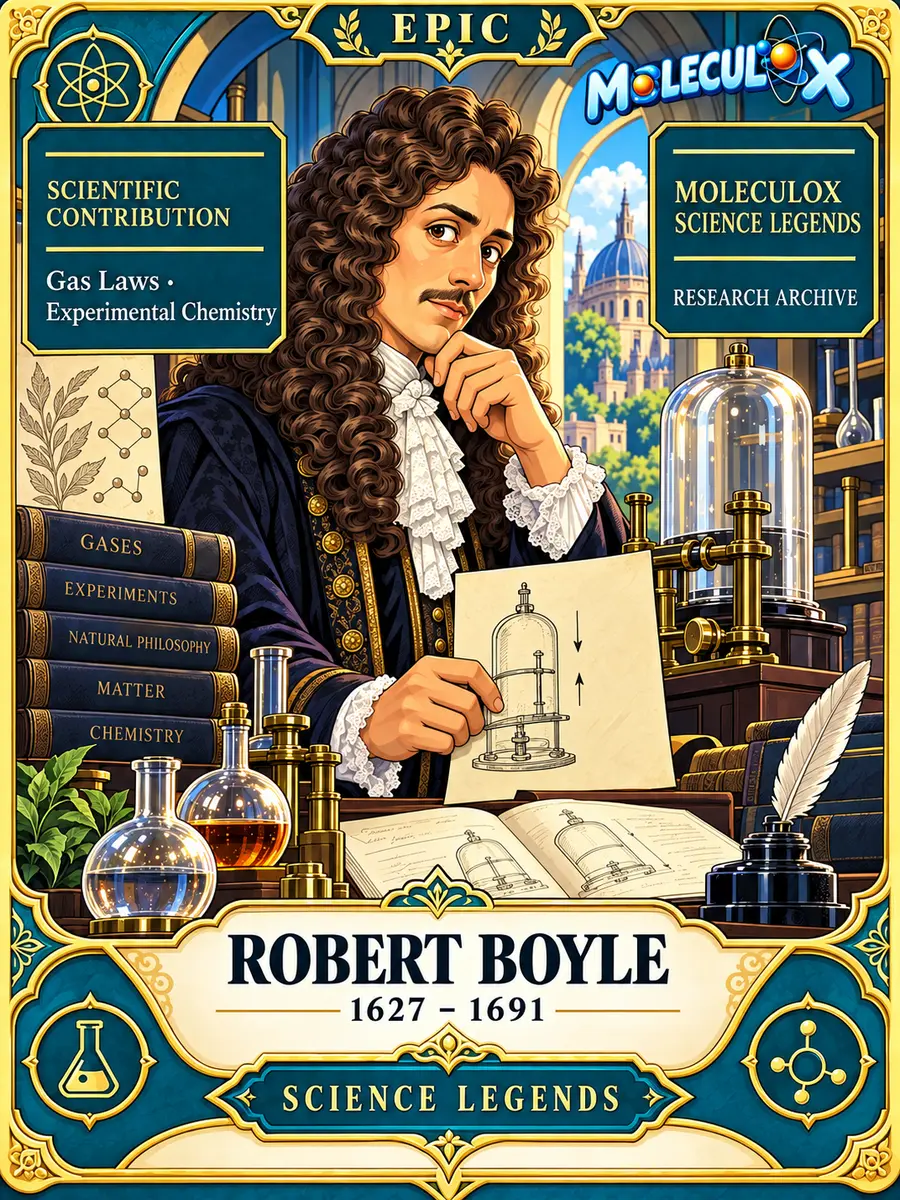 EPIC
MOLECULOX
SCIENTIFIC
CONTRIBUTION
Gas Laws ·
Experimental Chemistry
MOLECULOX
SCIENCE LEGENDS
RESEARCH ARCHIVE
GASES
EXPERIMENTS
NATURAL PHILOSOPHY
MATTER
CHEMISTRY
ROBERT BOYLE
1627 – 1691
SCIENCE LEGENDS